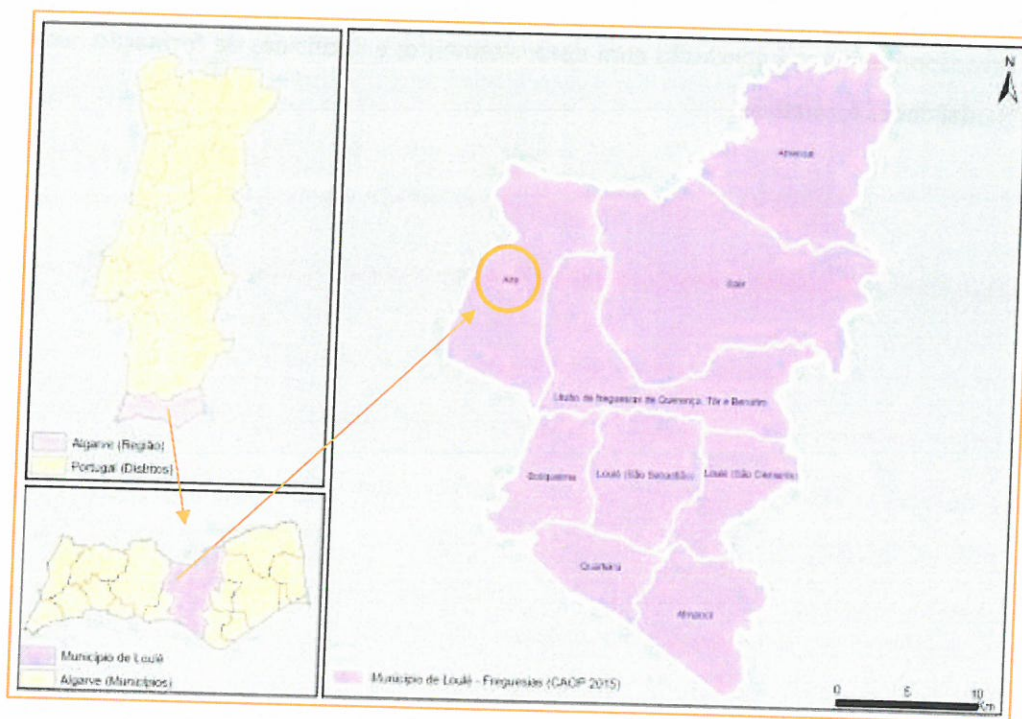 Algarve (Região)
Portugal (Distritos)
Município de Loulé
Algarve (Municípios)
N
Ameixial
Alte
Salir
União de freguesias de Querença, Tôr e Benafim
Boliqueime
Loulé (São Sebastião)
Loulé (São Clemente)
Quarteira
Almancil
Município de Loulé - Freguesias (CAOP 2015)
0 5 10
Km